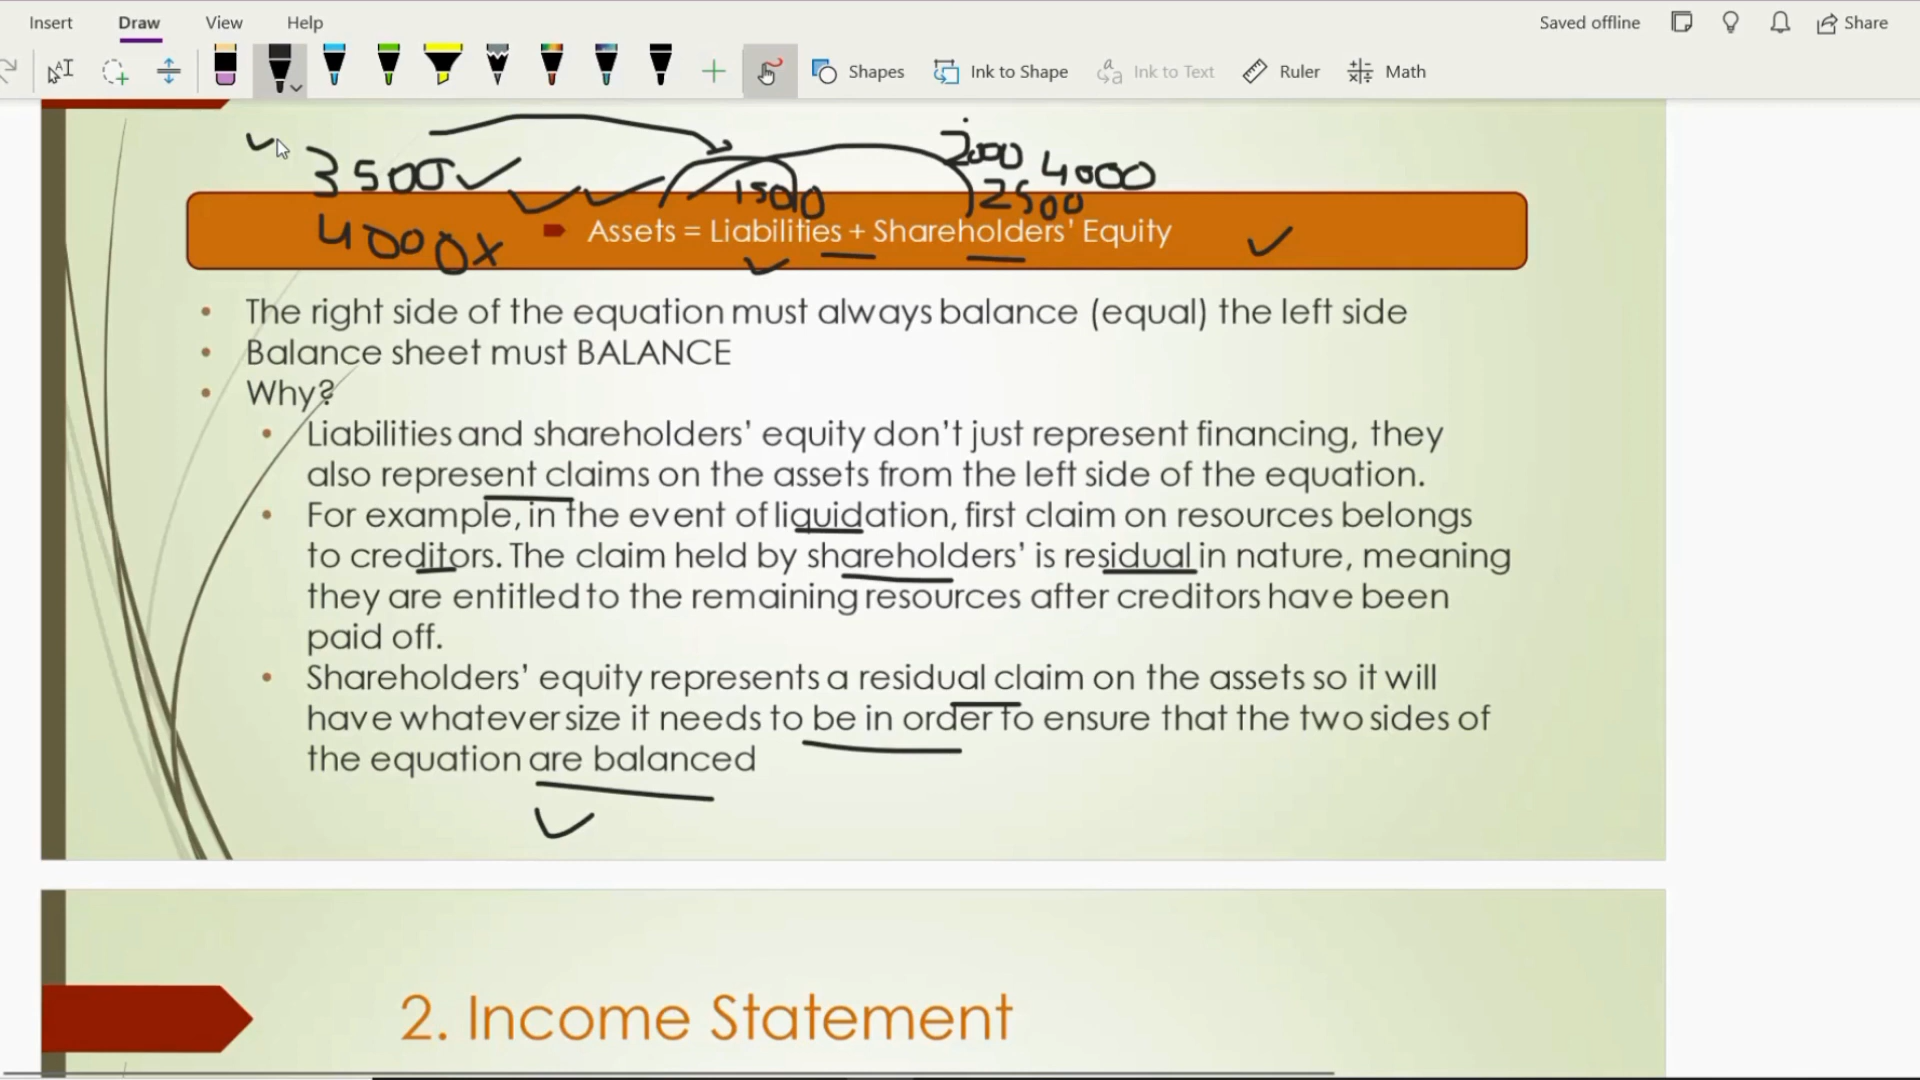 Insert Draw View Help Saved offline Share
Shapes Ink to Shape Ink to Text Ruler Math
2000 4000
3500 1500 2500
4000x Assets = Liabilities + Shareholders’ Equity
• The right side of the equation must always balance (equal) the left side
• Balance sheet must BALANCE
• Why?
• Liabilities and shareholders’ equity don’t just represent financing, they
also represent claims on the assets from the left side of the equation.
• For example, in the event of liquidation, first claim on resources belongs
to creditors. The claim held by shareholders’ is residual in nature, meaning
they are entitled to the remaining resources after creditors have been
paid off.
• Shareholders’ equity represents a residual claim on the assets so it will
have whatever size it needs to be in order to ensure that the two sides of
the equation are balanced
2. Income Statement